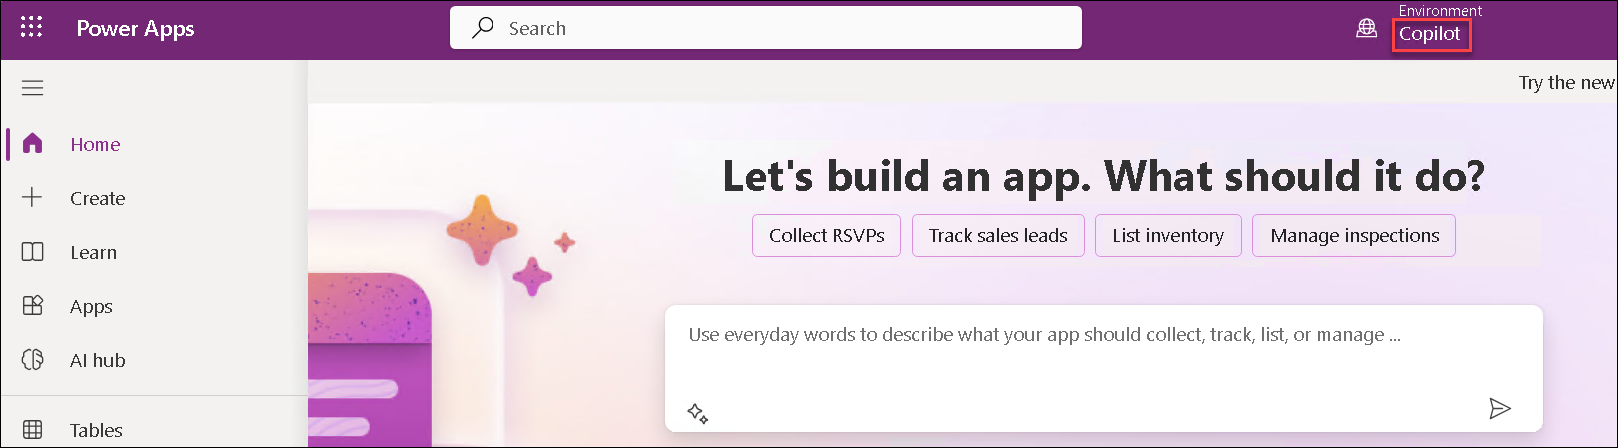 Power Apps
Search
Environment
Copilot
Try the new
Home
Create
Learn
Apps
AI hub
Tables
Let's build an app. What should it do?
Collect RSVPs
Track sales leads
List inventory
Manage inspections
Use everyday words to describe what your app should collect, track, list, or manage ...